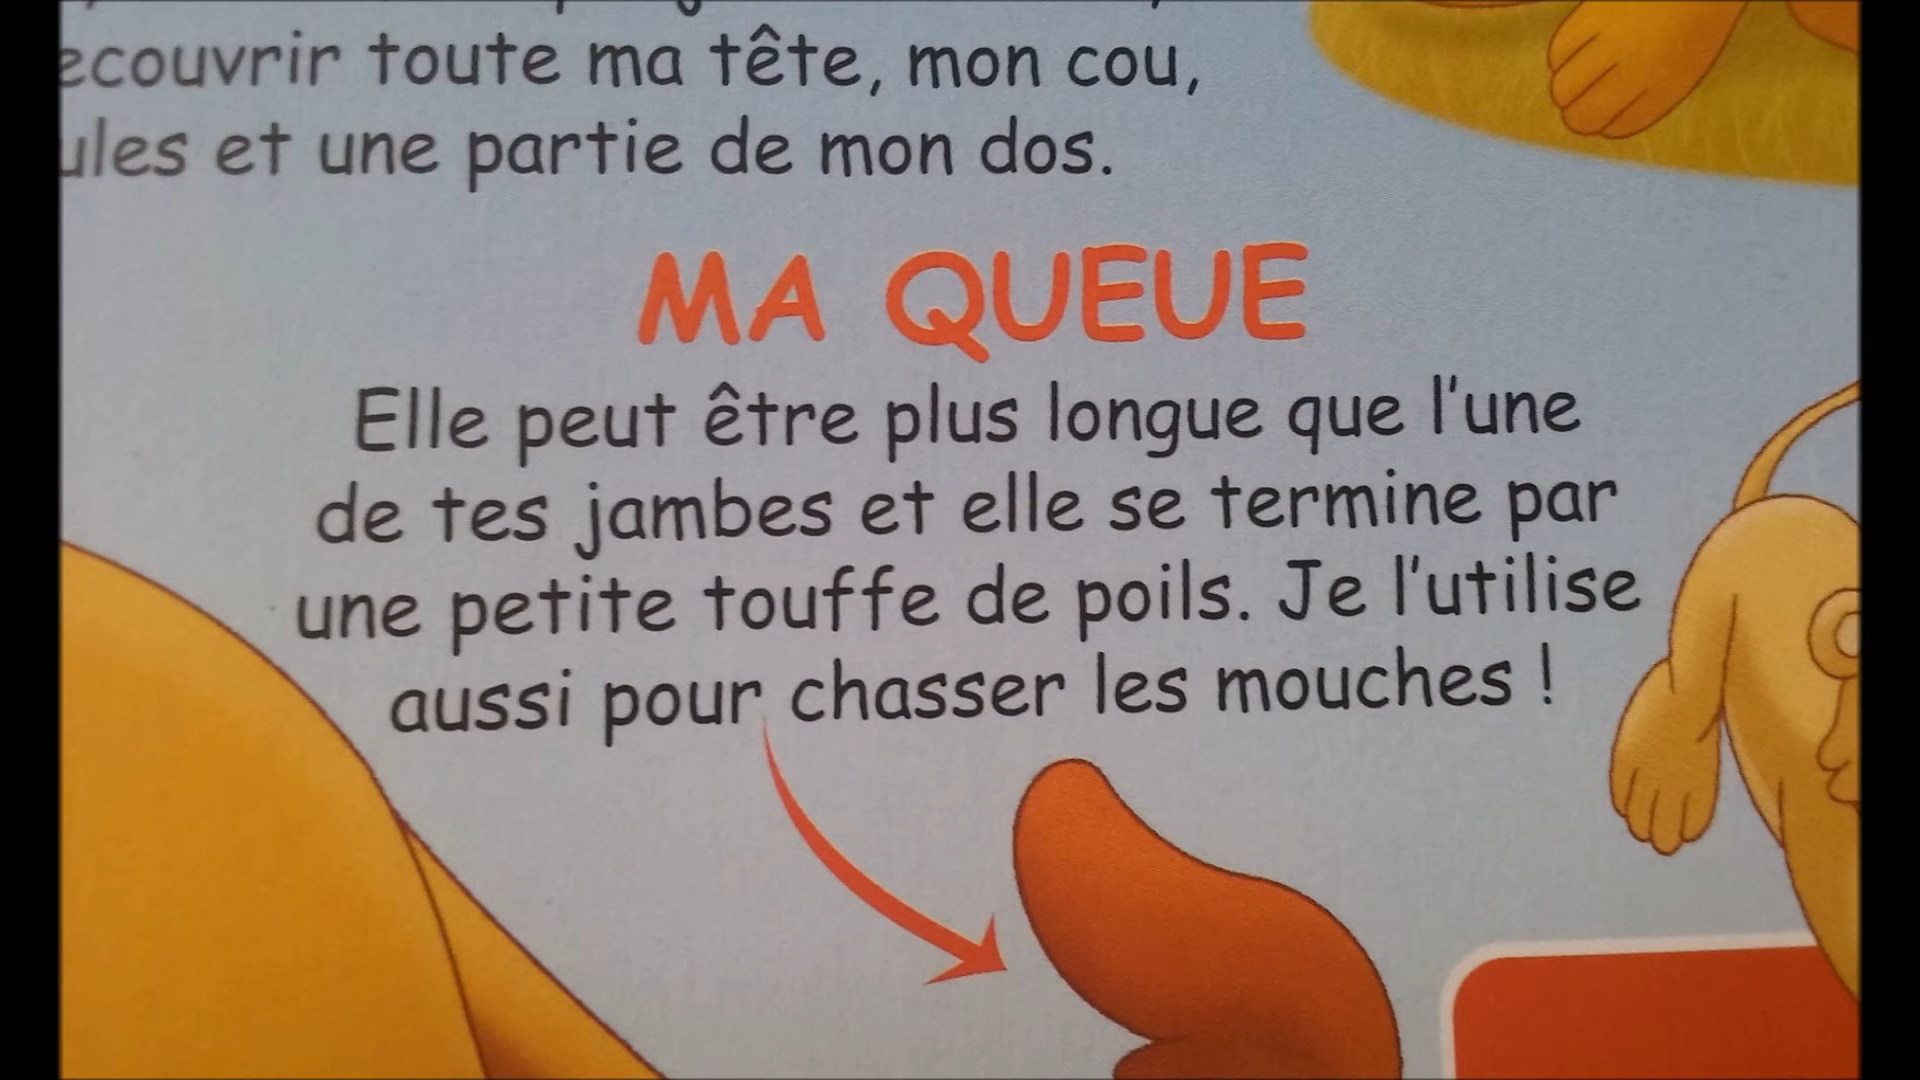 toute ma tête, mon cou,
et une partie de mon dos.
MA QUEUE
Elle peut être plus longue que l'une
de tes jambes et elle se termine par
une petite touffe de poils. Je l'utilise
aussi pour chasser les mouches !